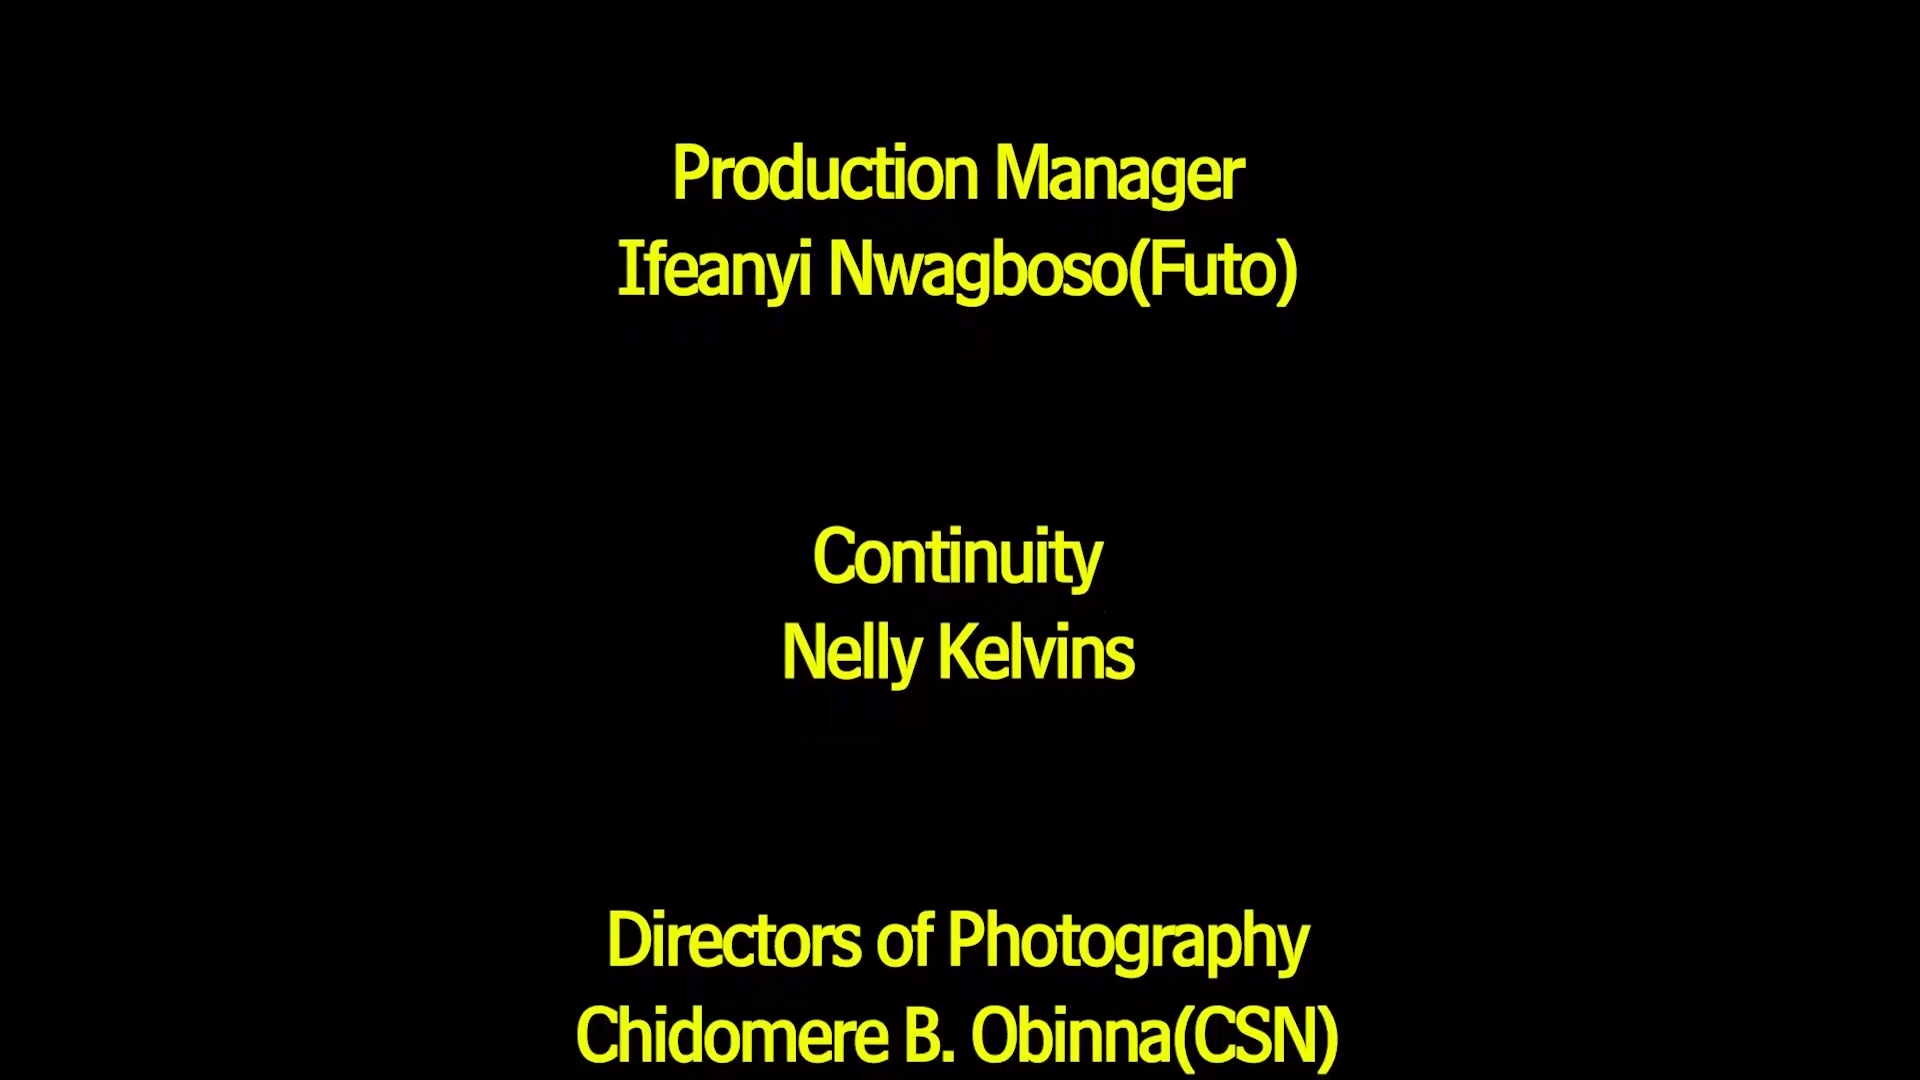 Production Manager
Ifeanyi Nwagboso(Futo)
Continuity
Nelly Kelvins
Directors of Photography
Chidomere B. Obinna(CSN)